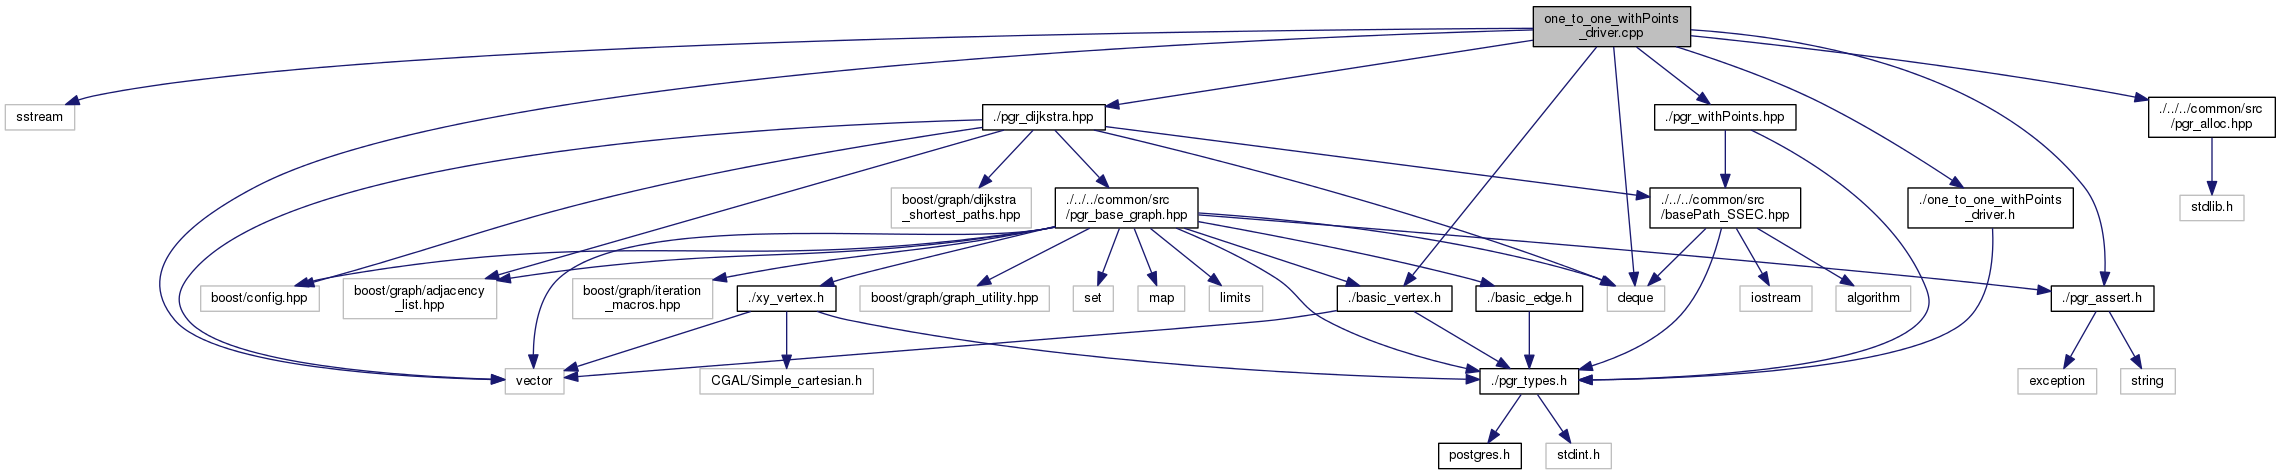 one_to_one_withPoints
_driver.cpp
sstream
./pgr_dijkstra.hpp
./pgr_withPoints.hpp
./../../common/src
/pgr_alloc.hpp
boost/graph/dijkstra
_shortest_paths.hpp
./../../common/src
/pgr_base_graph.hpp
./../../common/src
/basePath_SSEC.hpp
./one_to_one_withPoints
_driver.h
stdlib.h
boost/config.hpp
boost/graph/adjacency
_list.hpp
boost/graph/iteration
_macros.hpp
./xy_vertex.h
boost/graph/graph_utility.hpp
set
map
limits
./basic_vertex.h
./basic_edge.h
deque
iostream
algorithm
./pgr_assert.h
vector
CGAL/Simple_cartesian.h
./pgr_types.h
exception
string
postgres.h
stdint.h